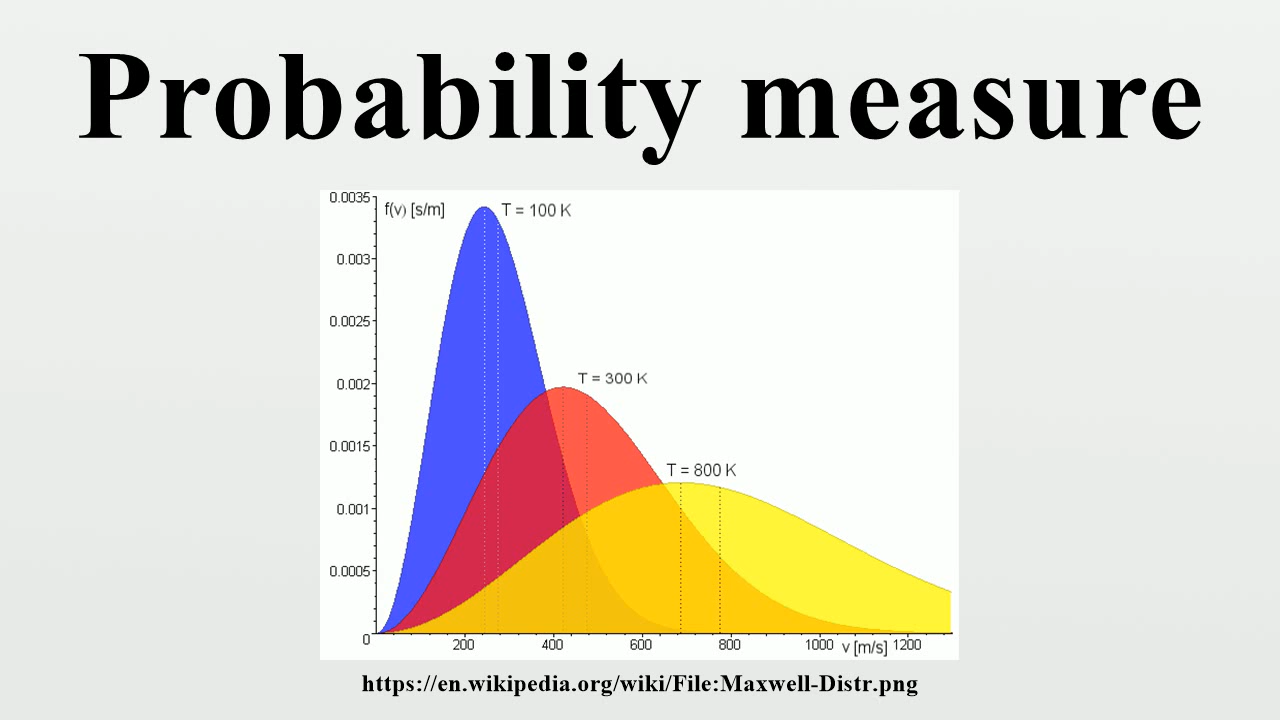 Probability measure
0.0035
f(v) [s/m]
T = 100 K
0.003
0.0025
0.002
T = 300 K
0.0015
T = 800 K
0.001
0.0005
0
200 400 600 800 1000 v [m/s] 1200
https://en.wikipedia.org/wiki/File:Maxwell-Distr.png